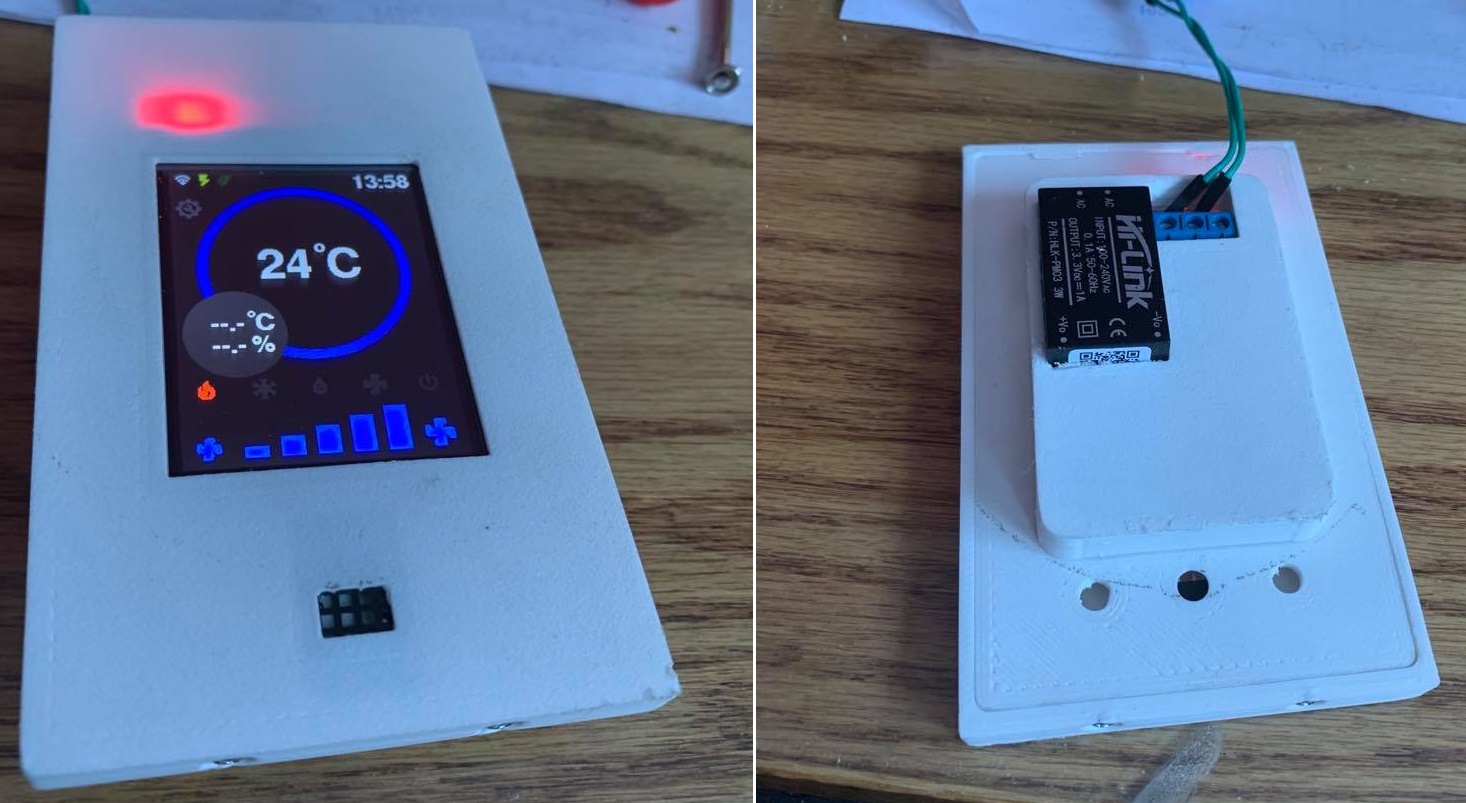 13:58
24°C
--.-°C
--.-%
Hi-Link
INPUT:100-240VAC
0.1A 50-60Hz
OUTPUT:3.3VDC=1A
P/N:HLK-PM03 3W
AC
AC
-Vo
+Vo